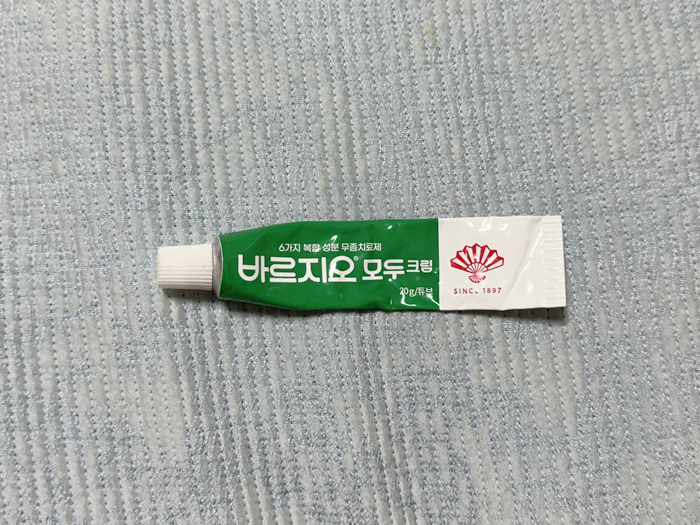 6가지 복합 성분 무좀치료제
바르지오® 모두크림
20g/튜브
SINCE 1897